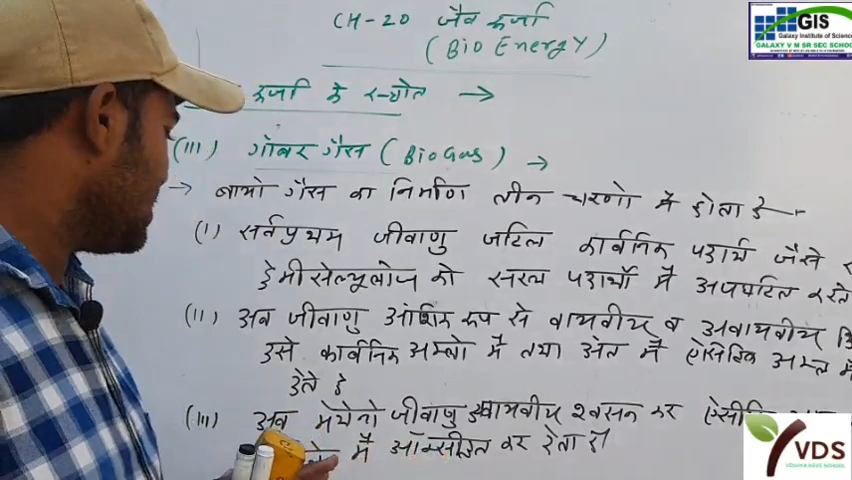 CH-20 जैव ऊर्जा
(Bio Energy)
GIS
Galaxy Institute of Science
GALAXY V M SR SEC SCHOOL
ऊर्जा के स्त्रोत →
(III) गोबर गैस (BioGas) →
→ बायो गैस का निर्माण तीन चरणो मे होता है -
(I) सर्वप्रथम जीवाणु जटिल कार्बनिक पदार्थ जैसे
हेमीसेल्यूलोज को सरल पदार्थो मे अपघटित करते
(II) अब जीवाणु आंशिक रूप से वायवीय व अवायवीय
उसे कार्बनिक अम्लो मे तथा अंत मे ऐसिटिक अम्ल मे
देते है
(III) अब मेथेनो जीवाणु अवायवीय श्वसन कर ऐसीटिक
मे ऑक्सीकृत कर देता है
VDS